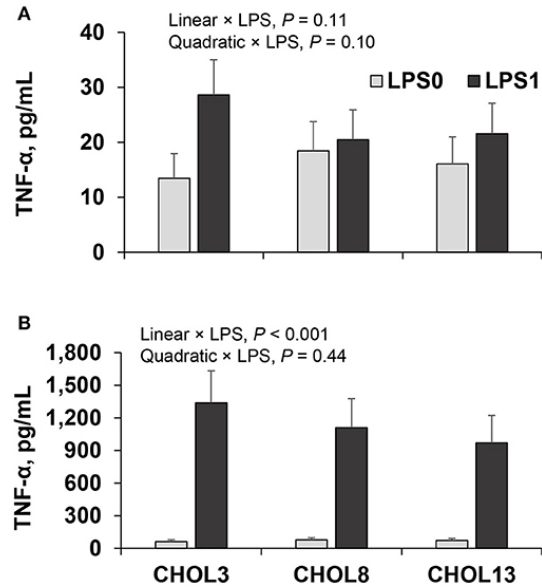 A
Linear × LPS, P = 0.11
Quadratic × LPS, P = 0.10
LPS0 LPS1
TNF-α, pg/mL
40
30
20
10
0
B
Linear × LPS, P < 0.001
Quadratic × LPS, P = 0.44
TNF-α, pg/mL
1,800
1,500
1,200
900
600
300
0
CHOL3 CHOL8 CHOL13